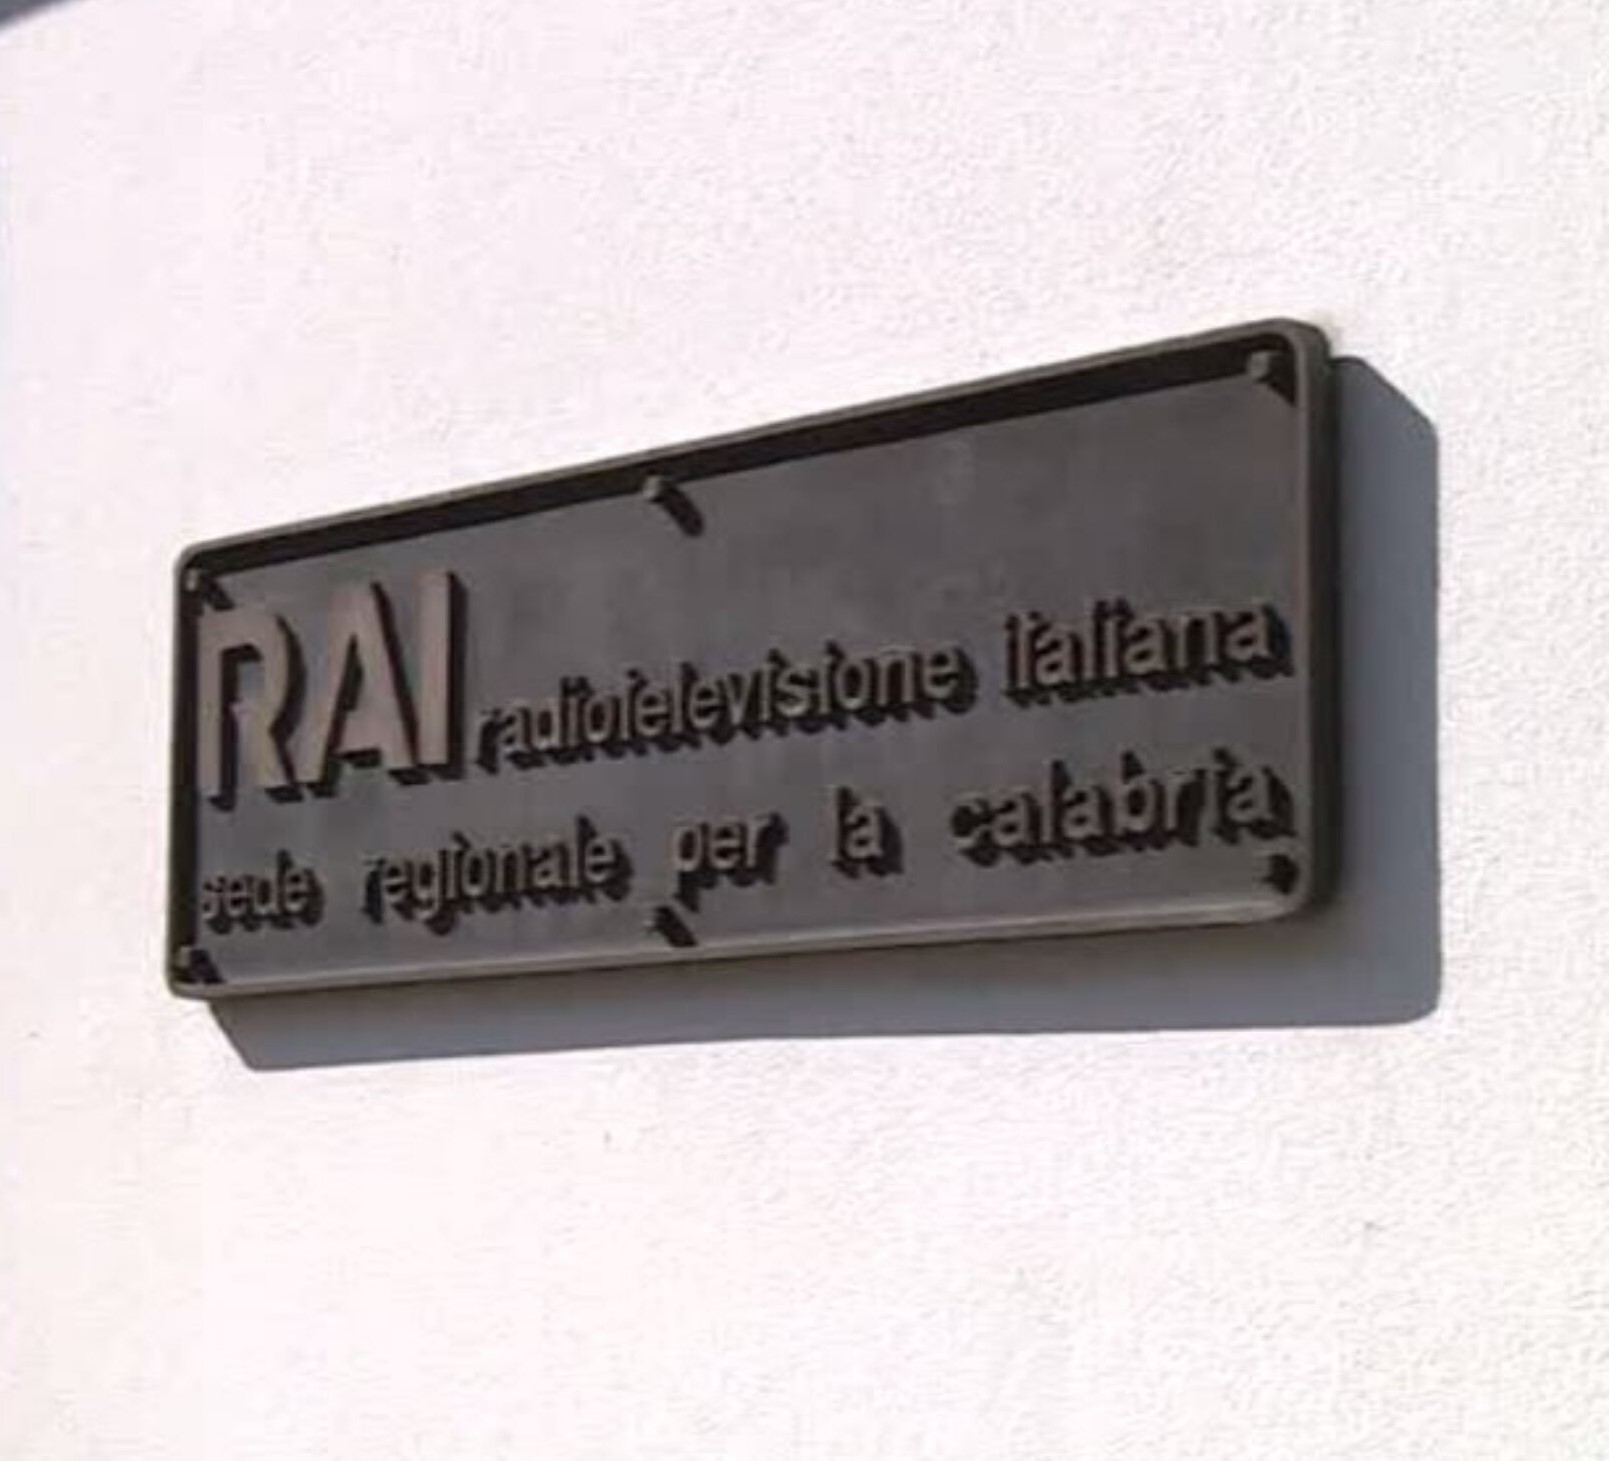 RAI radiotelevisione italiana
sede regionale per la calabria